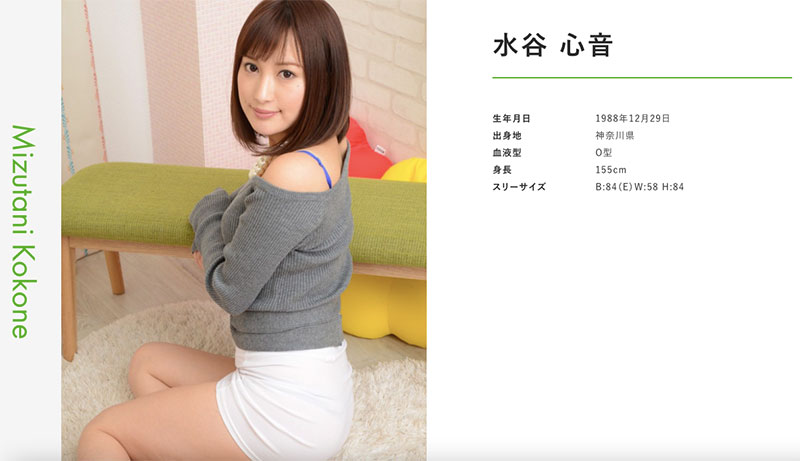 Mizutani Kokone
水谷 心音
生年月日 1988年12月29日
出身地 神奈川県
血液型 O型
身長 155cm
スリーサイズ B:84(E) W:58 H:84